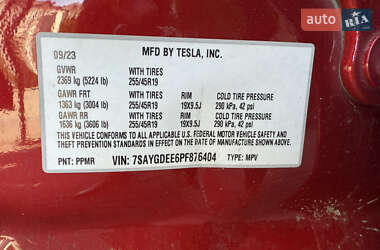 auto RIA.com
09/23 MFD BY TESLA, INC.
GVWR WITH TIRES
2369 kg (5224 lb) 255/45R19
GAWR FRT WITH TIRES RIM COLD TIRE PRESSURE
1363 kg (3004 lb) 255/45R19 19X9.5J 290 kPa, 42 psi
GAWR RR WITH TIRES RIM COLD TIRE PRESSURE
1636 kg (3606 lb) 255/45R19 19X9.5J 290 kPa, 42 psi
THIS VEHICLE CONFORMS TO ALL APPLICABLE U.S. FEDERAL MOTOR VEHICLE SAFETY
AND THEFT PREVENTION STANDARDS IN EFFECT ON THE DATE OF MANUFACTURE
SHOWN ABOVE.
PNT: PPMR VIN: 7SAYGDEE6PF876404 TYPE: MPV